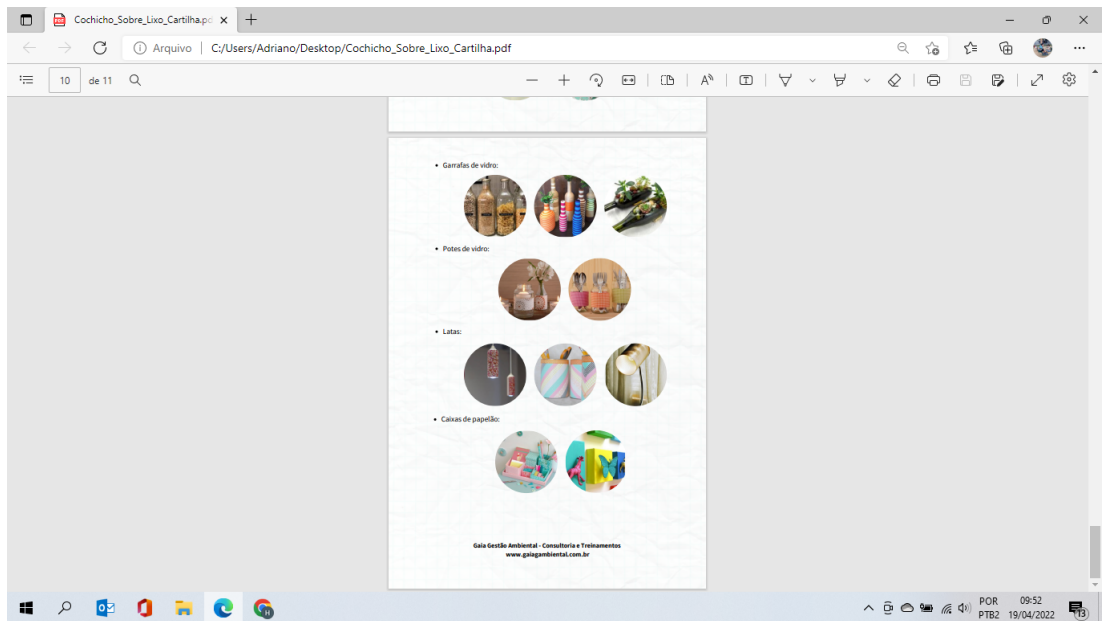 Cochicho_Sobre_Lixo_Cartilha.pd
Arquivo
C:/Users/Adriano/Desktop/Cochicho_Sobre_Lixo_Cartilha.pdf
10
de 11
• Garrafas de vidro:
• Potes de vidro:
• Latas:
• Caixas de papelão:
Gaia Gestão Ambiental - Consultoria e Treinamentos
www.gaiagambiental.com.br
POR
09:52
PTB2
19/04/2022
13